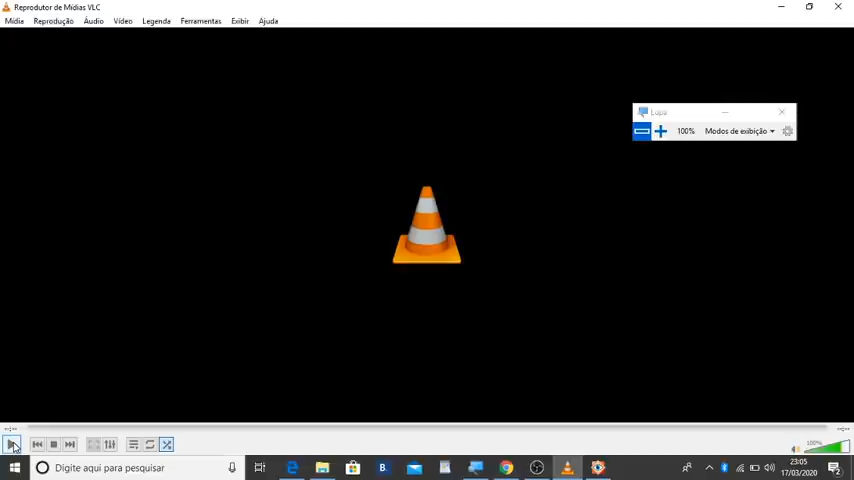 Reprodutor de Mídias VLC
Mídia Reprodução Áudio Vídeo Legenda Ferramentas Exibir Ajuda
Lupa
100% Modos de exibição
--:-- --:--
100%
Digite aqui para pesquisar
B.
23:05
17/03/2020
2